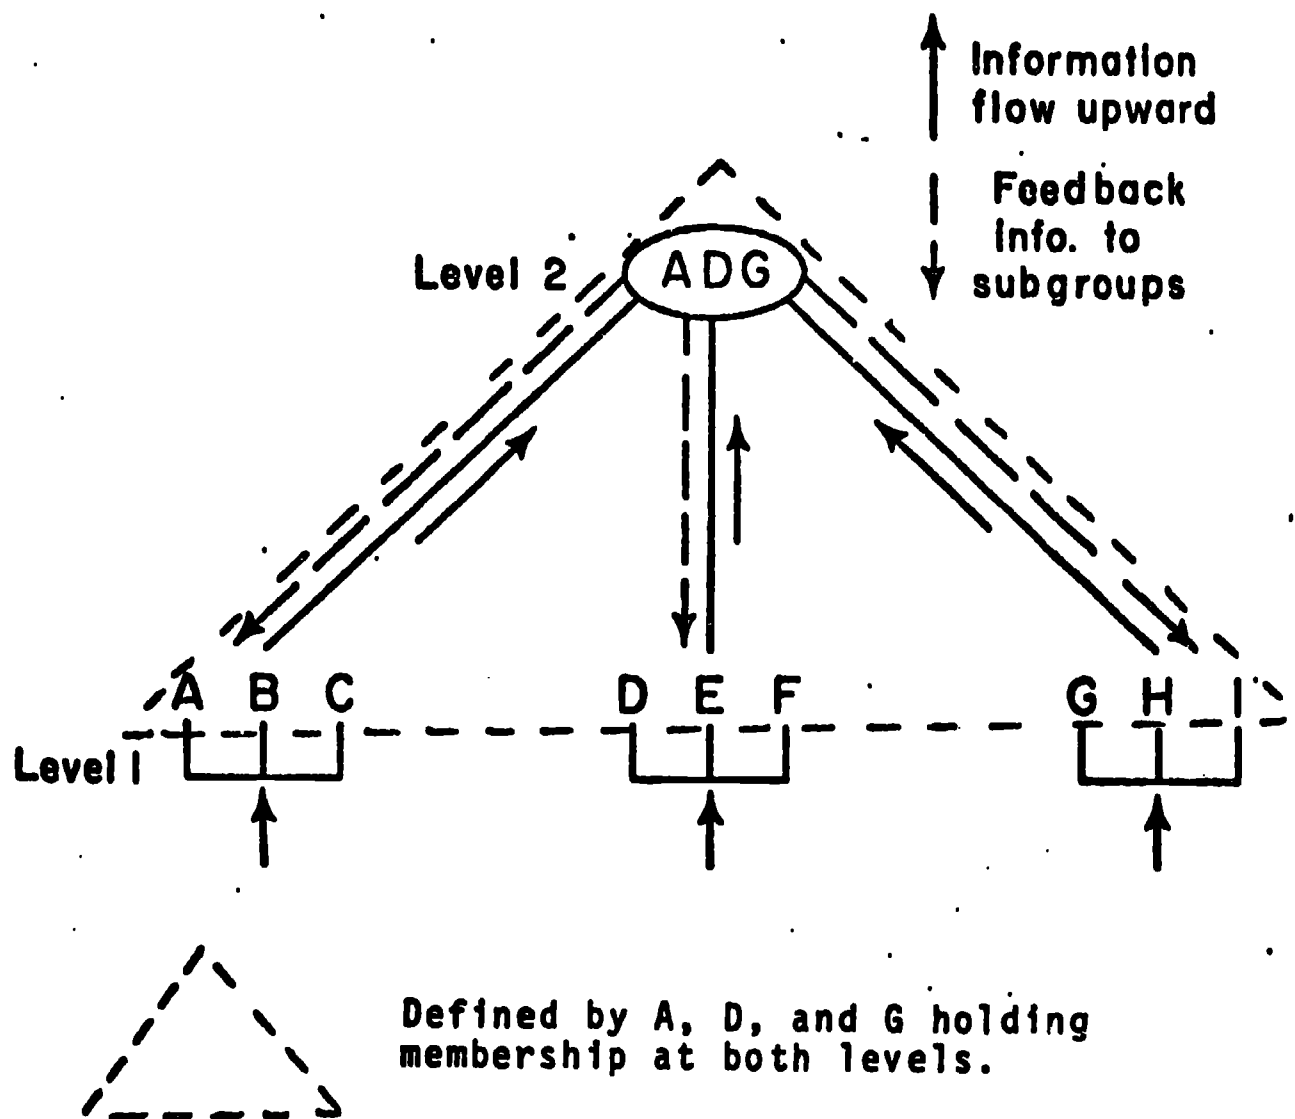 Information
flow upward
Feedback
Info. to
subgroups
Level 2
ADG
A B C D E F G H I
Level 1
Defined by A, D, and G holding
membership at both levels.